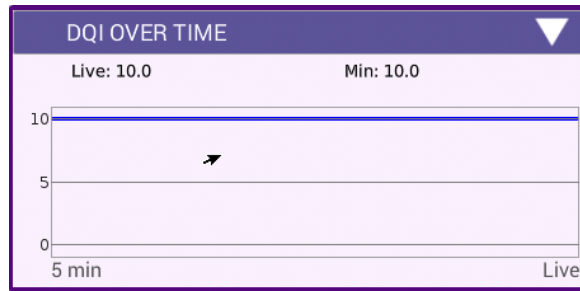 DQI OVER TIME
Live: 10.0 Min: 10.0
10
5
0
5 min Live